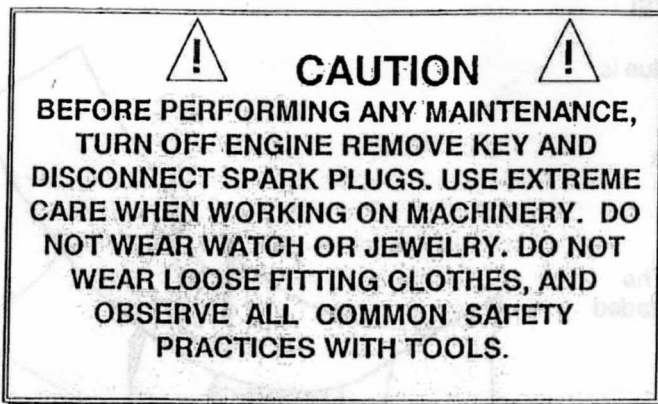 CAUTION
BEFORE PERFORMING ANY MAINTENANCE,
TURN OFF ENGINE REMOVE KEY AND
DISCONNECT SPARK PLUGS. USE EXTREME
CARE WHEN WORKING ON MACHINERY. DO
NOT WEAR WATCH OR JEWELRY. DO NOT
WEAR LOOSE FITTING CLOTHES, AND
OBSERVE ALL COMMON SAFETY
PRACTICES WITH TOOLS.